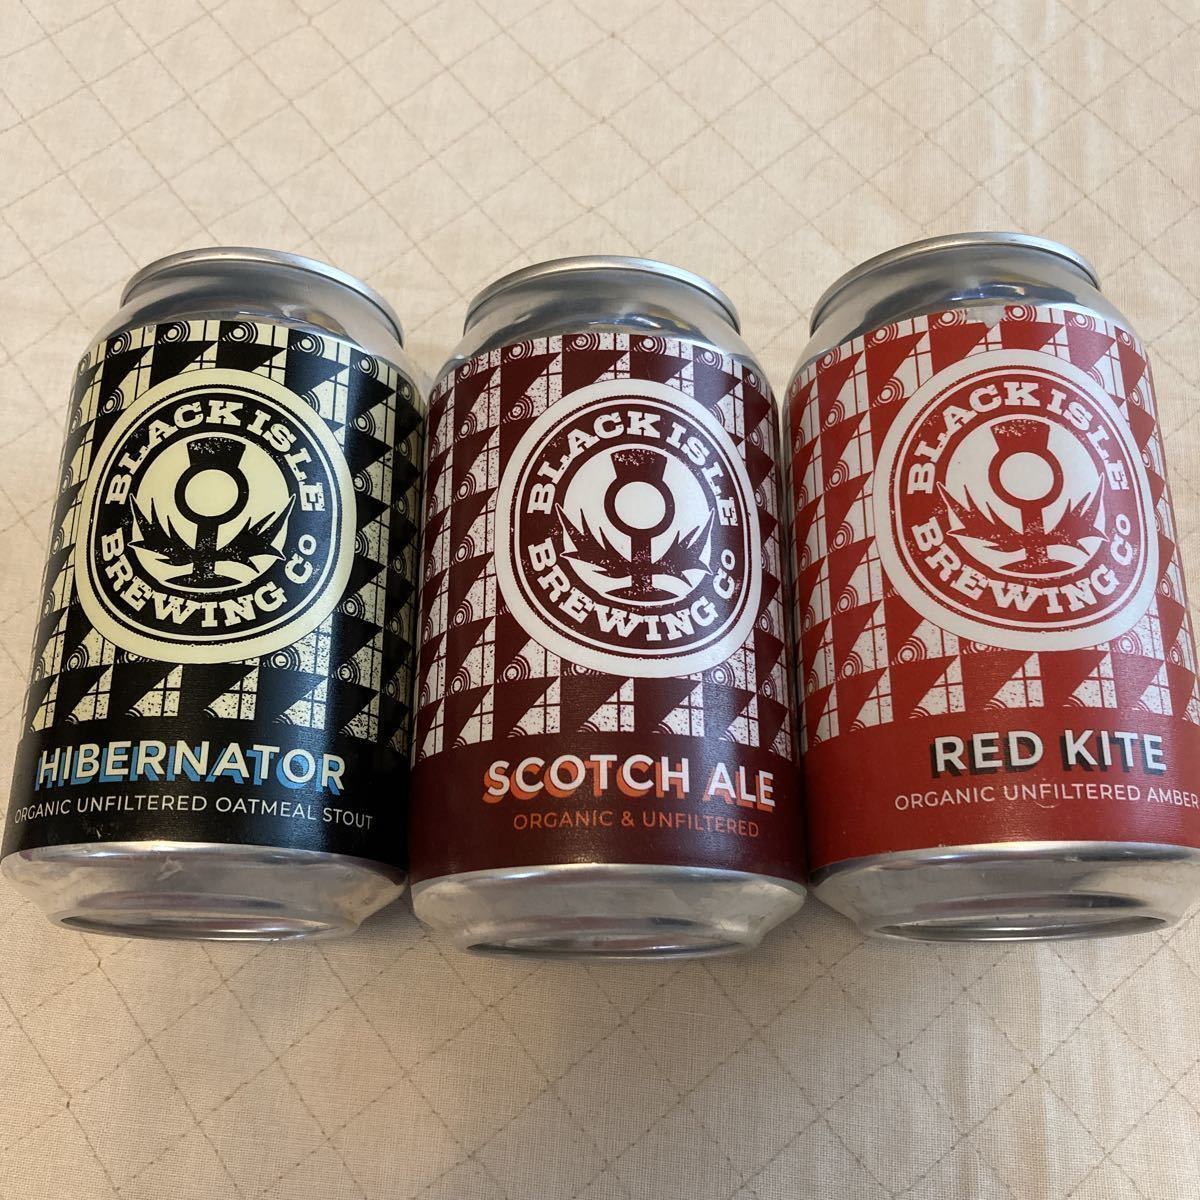 BLACK ISLE
BREWING CO
HIBERNATOR
ORGANIC UNFILTERED OATMEAL STOUT
BLACK ISLE
BREWING CO
SCOTCH ALE
ORGANIC & UNFILTERED
BLACK ISLE
BREWING CO
RED KITE
ORGANIC UNFILTERED AMBER